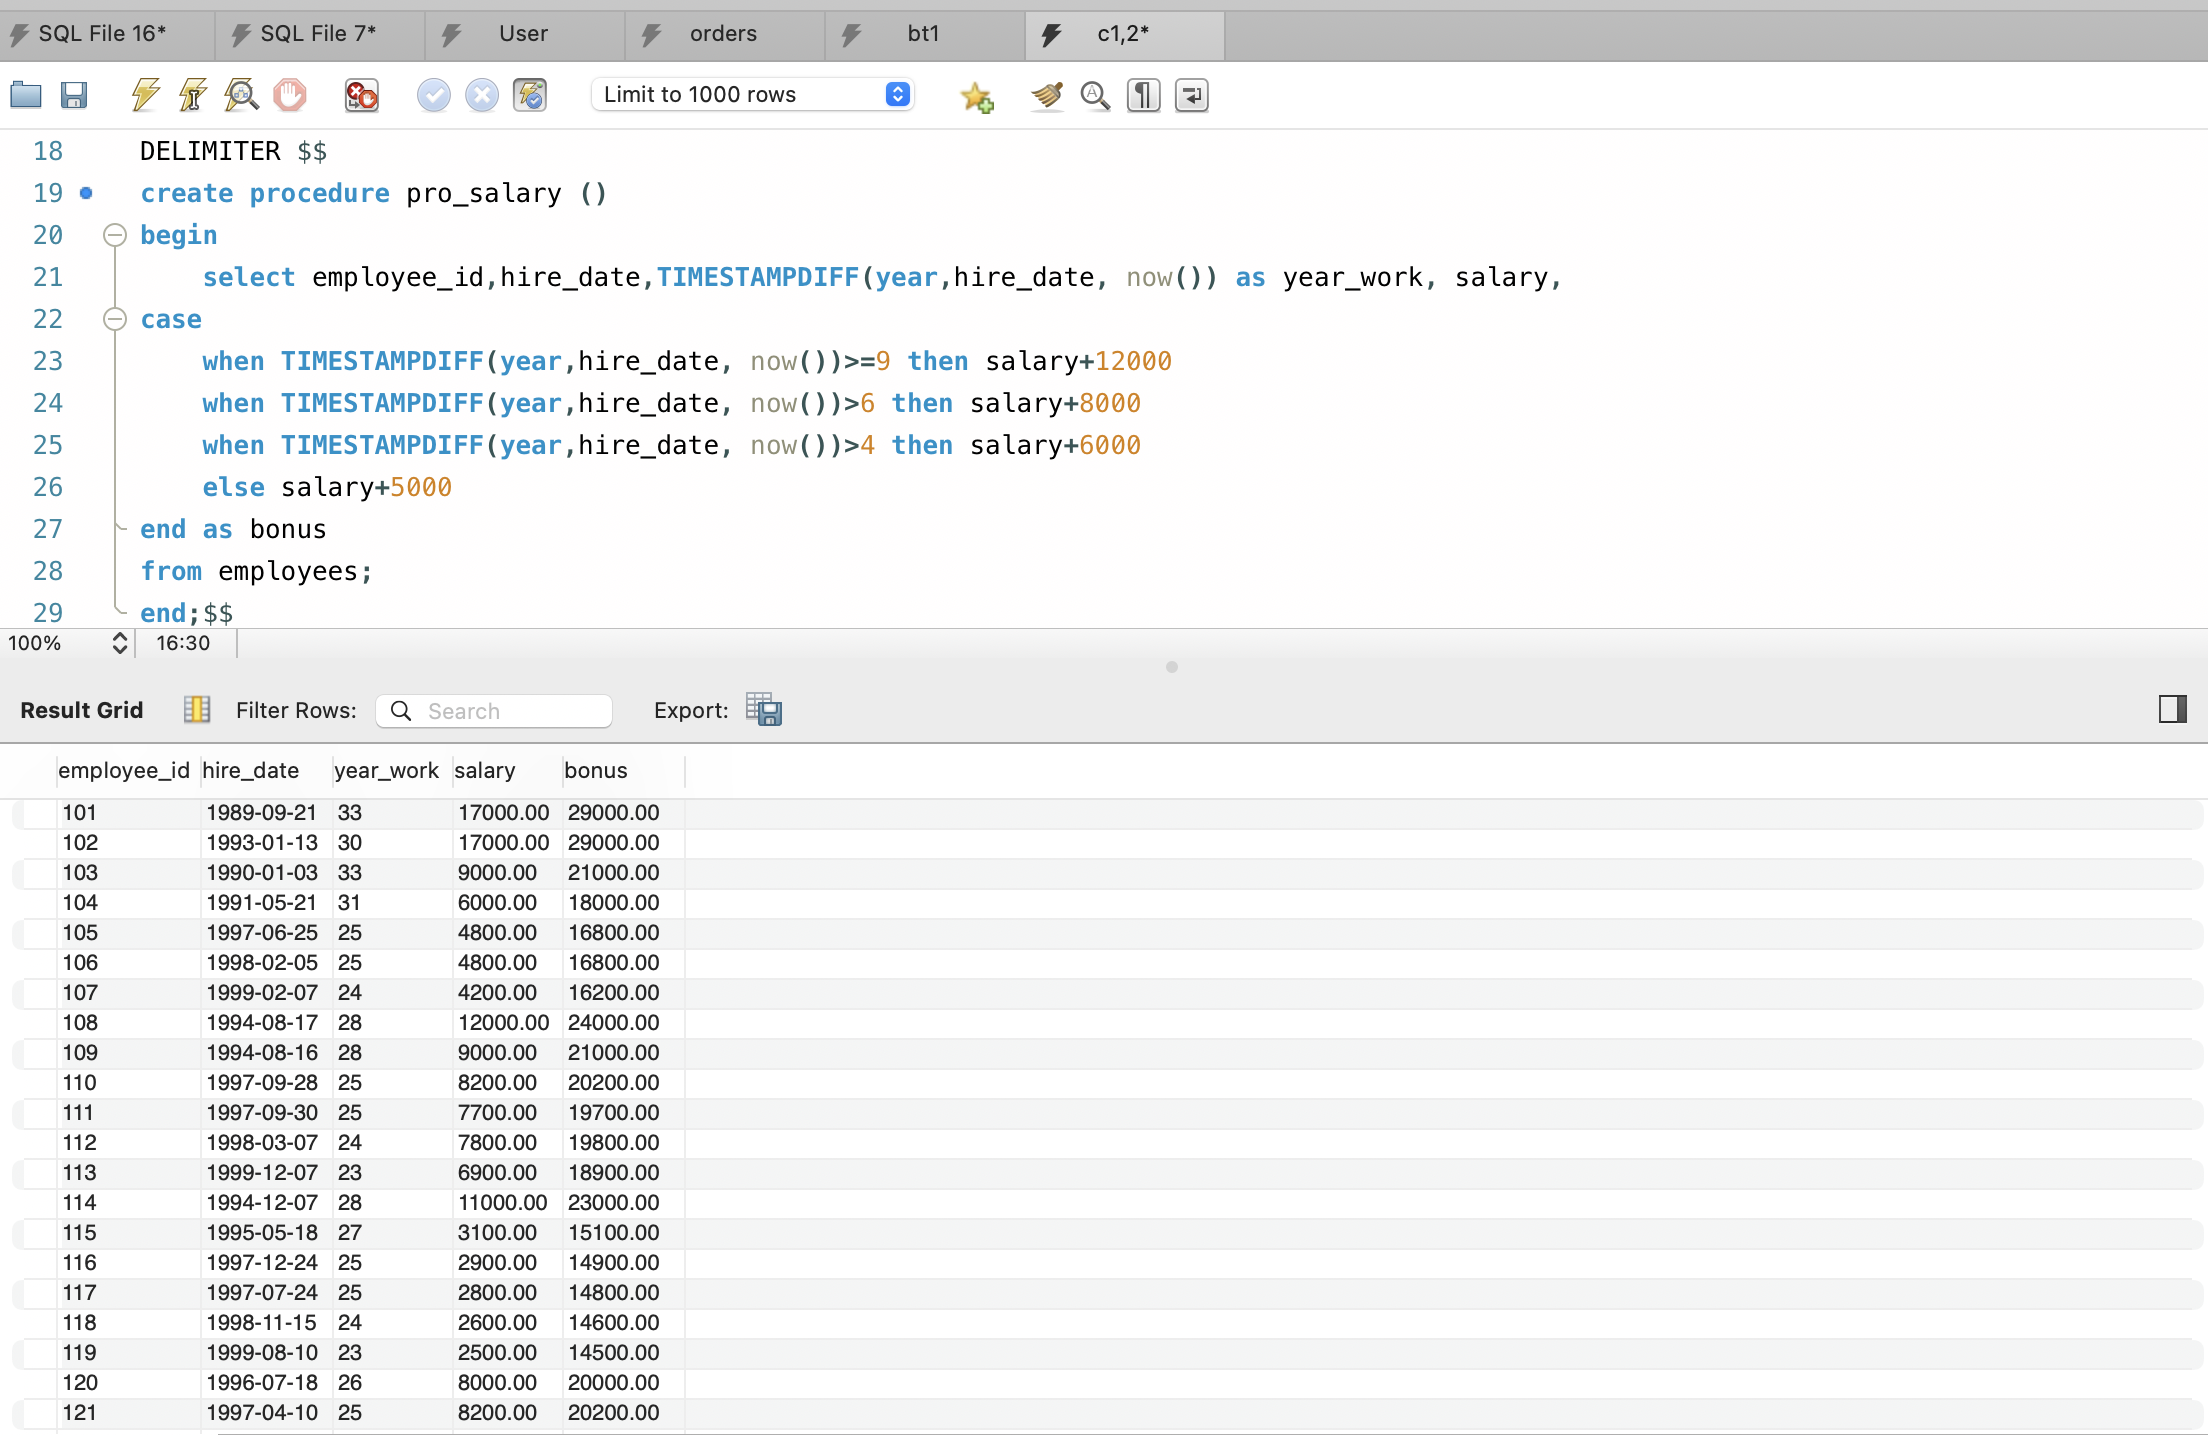 SQL File 16* SQL File 7* User orders bt1 c1,2*
Limit to 1000 rows
18 DELIMITER $$
19 create procedure pro_salary ()
20 begin
21 select employee_id,hire_date,TIMESTAMPDIFF(year,hire_date, now()) as year_work, salary,
22 case
23 when TIMESTAMPDIFF(year,hire_date, now())>=9 then salary+12000
24 when TIMESTAMPDIFF(year,hire_date, now())>6 then salary+8000
25 when TIMESTAMPDIFF(year,hire_date, now())>4 then salary+6000
26 else salary+5000
27 end as bonus
28 from employees;
29 end;$$
100% 16:30
Result Grid Filter Rows: Search Export:
employee_id hire_date year_work salary bonus
101 1989-09-21 33 17000.00 29000.00
102 1993-01-13 30 17000.00 29000.00
103 1990-01-03 33 9000.00 21000.00
104 1991-05-21 31 6000.00 18000.00
105 1997-06-25 25 4800.00 16800.00
106 1998-02-05 25 4800.00 16800.00
107 1999-02-07 24 4200.00 16200.00
108 1994-08-17 28 12000.00 24000.00
109 1994-08-16 28 9000.00 21000.00
110 1997-09-28 25 8200.00 20200.00
111 1997-09-30 25 7700.00 19700.00
112 1998-03-07 24 7800.00 19800.00
113 1999-12-07 23 6900.00 18900.00
114 1994-12-07 28 11000.00 23000.00
115 1995-05-18 27 3100.00 15100.00
116 1997-12-24 25 2900.00 14900.00
117 1997-07-24 25 2800.00 14800.00
118 1998-11-15 24 2600.00 14600.00
119 1999-08-10 23 2500.00 14500.00
120 1996-07-18 26 8000.00 20000.00
121 1997-04-10 25 8200.00 20200.00